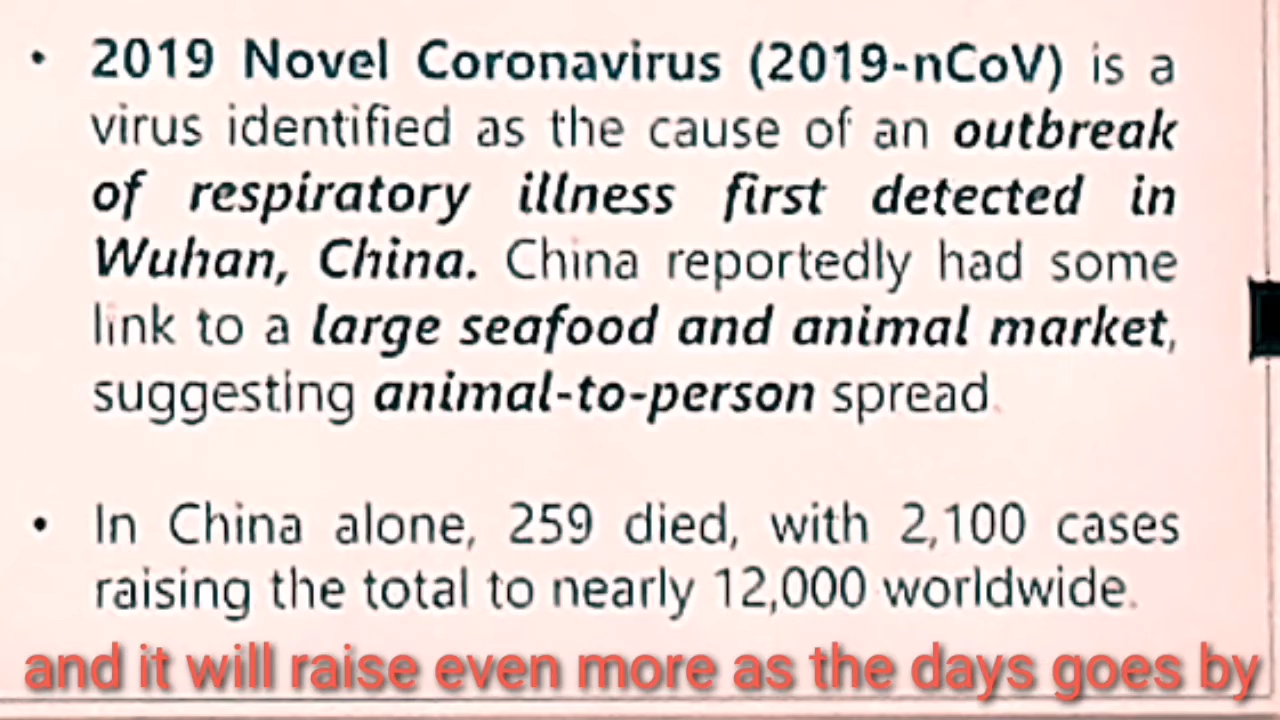 • 2019 Novel Coronavirus (2019-nCoV) is a
virus identified as the cause of an outbreak
of respiratory illness first detected in
Wuhan, China. China reportedly had some
link to a large seafood and animal market,
suggesting animal-to-person spread.
• In China alone, 259 died, with 2,100 cases
raising the total to nearly 12,000 worldwide.
and it will raise even more as the days goes by